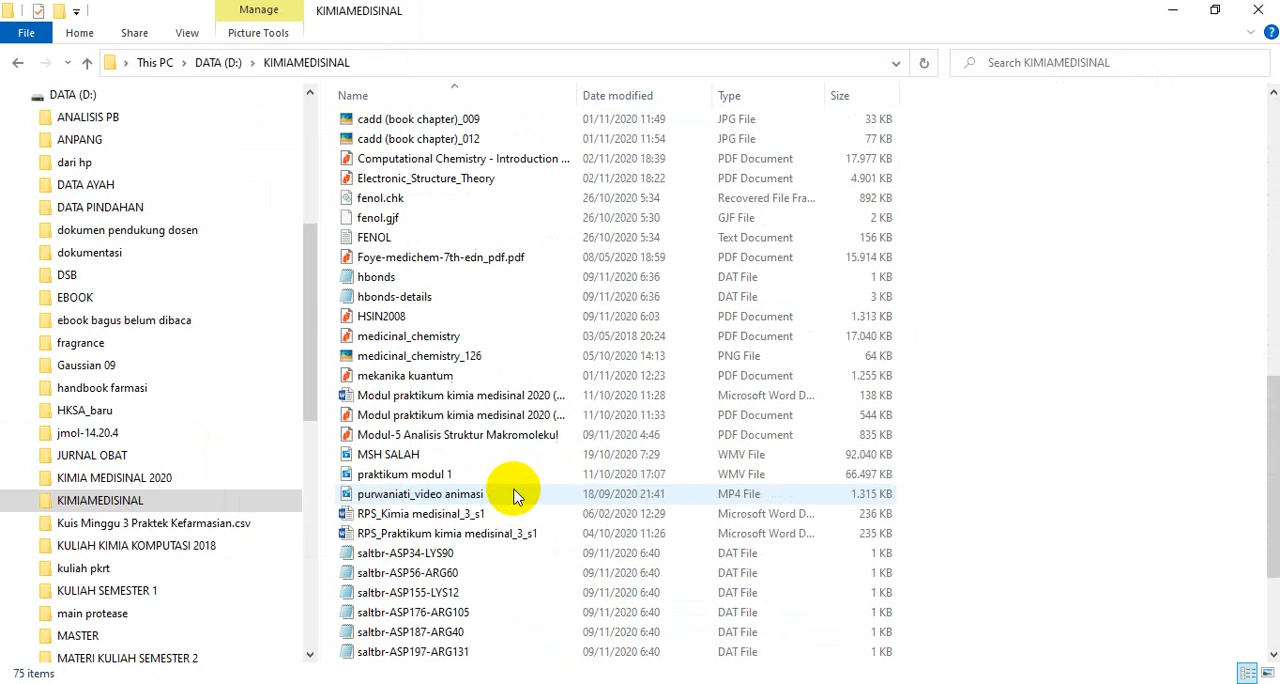 Manage KIMIAMEDISINAL
File Home Share View Picture Tools
This PC DATA (D:) KIMIAMEDISINAL Search KIMIAMEDISINAL
DATA (D:)
ANALISIS PB
ANPANG
dari hp
DATA AYAH
DATA PINDAHAN
dokumen pendukung dosen
dokumentasi
DSB
EBOOK
ebook bagus belum dibaca
fragrance
Gaussian 09
handbook farmasi
HKSA_baru
jmol-14.20.4
JURNAL OBAT
KIMIA MEDISINAL 2020
KIMIAMEDISINAL
Kuis Minggu 3 Praktek Kefarmasian.csv
KULIAH KIMIA KOMPUTASI 2018
kuliah pkrt
KULIAH SEMESTER 1
main protease
MASTER
MATERI KULIAH SEMESTER 2
Name Date modified Type Size
cadd (book chapter)_009 01/11/2020 11:49 JPG File 33 KB
cadd (book chapter)_012 01/11/2020 11:54 JPG File 77 KB
Computational Chemistry - Introduction ... 02/11/2020 18:39 PDF Document 17.977 KB
Electronic_Structure_Theory 02/11/2020 18:22 PDF Document 4.901 KB
fenol.chk 26/10/2020 5:34 Recovered File Fra... 892 KB
fenol.gjf 26/10/2020 5:30 GJF File 2 KB
FENOL 26/10/2020 5:34 Text Document 156 KB
Foye-medichem-7th-edn_pdf.pdf 08/05/2020 18:59 PDF Document 15.914 KB
hbonds 09/11/2020 6:36 DAT File 1 KB
hbonds-details 09/11/2020 6:36 DAT File 3 KB
HSIN2008 09/11/2020 6:03 PDF Document 1.313 KB
medicinal_chemistry 03/05/2018 20:24 PDF Document 17.040 KB
medicinal_chemistry_126 05/10/2020 14:13 PNG File 64 KB
mekanika kuantum 01/11/2020 12:23 PDF Document 1.255 KB
Modul praktikum kimia medisinal 2020 (... 11/10/2020 11:28 Microsoft Word D... 138 KB
Modul praktikum kimia medisinal 2020 (... 11/10/2020 11:33 PDF Document 544 KB
Modul-5 Analisis Struktur Makromolekul 09/11/2020 4:46 PDF Document 835 KB
MSH SALAH 19/10/2020 7:29 WMV File 92.040 KB
praktikum modul 1 11/10/2020 17:07 WMV File 66.497 KB
purwaniati_video animasi 18/09/2020 21:41 MP4 File 1.315 KB
RPS_Kimia medisinal_3_s1 06/02/2020 12:29 Microsoft Word D... 236 KB
RPS_Praktikum kimia medisinal_3_s1 04/10/2020 11:26 Microsoft Word D... 235 KB
saltbr-ASP34-LYS90 09/11/2020 6:40 DAT File 1 KB
saltbr-ASP56-ARG60 09/11/2020 6:40 DAT File 1 KB
saltbr-ASP155-LYS12 09/11/2020 6:40 DAT File 1 KB
saltbr-ASP176-ARG105 09/11/2020 6:40 DAT File 1 KB
saltbr-ASP187-ARG40 09/11/2020 6:40 DAT File 1 KB
saltbr-ASP197-ARG131 09/11/2020 6:40 DAT File 1 KB
75 items